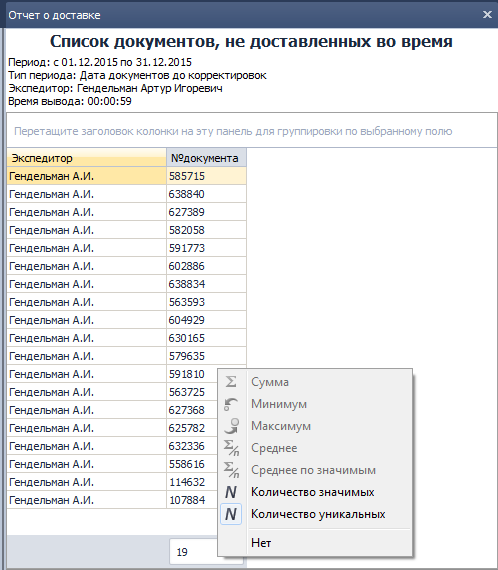 Отчет о доставке
Список документов, не доставленных во время
Период: с 01.12.2015 по 31.12.2015
Тип периода: Дата документов до корректировок
Экспедитор: Гендельман Артур Игоревич
Время вывода: 00:00:59
Перетащите заголовок колонки на эту панель для группировки по выбранному полю
Экспедитор №документа
Гендельман А.И. 585715
Гендельман А.И. 638840
Гендельман А.И. 627389
Гендельман А.И. 582058
Гендельман А.И. 591773
Гендельман А.И. 602886
Гендельман А.И. 638834
Гендельман А.И. 563593
Гендельман А.И. 604929
Гендельман А.И. 630165
Гендельман А.И. 579635
Гендельман А.И. 591810
Гендельман А.И. 563725
Гендельман А.И. 627368
Гендельман А.И. 625782
Гендельман А.И. 632336
Гендельман А.И. 558616
Гендельман А.И. 114632
Гендельман А.И. 107884
19
Σ Сумма
Минимум
Максимум
Σ/n Среднее
Σ/n Среднее по значимым
N Количество значимых
N Количество уникальных
Нет